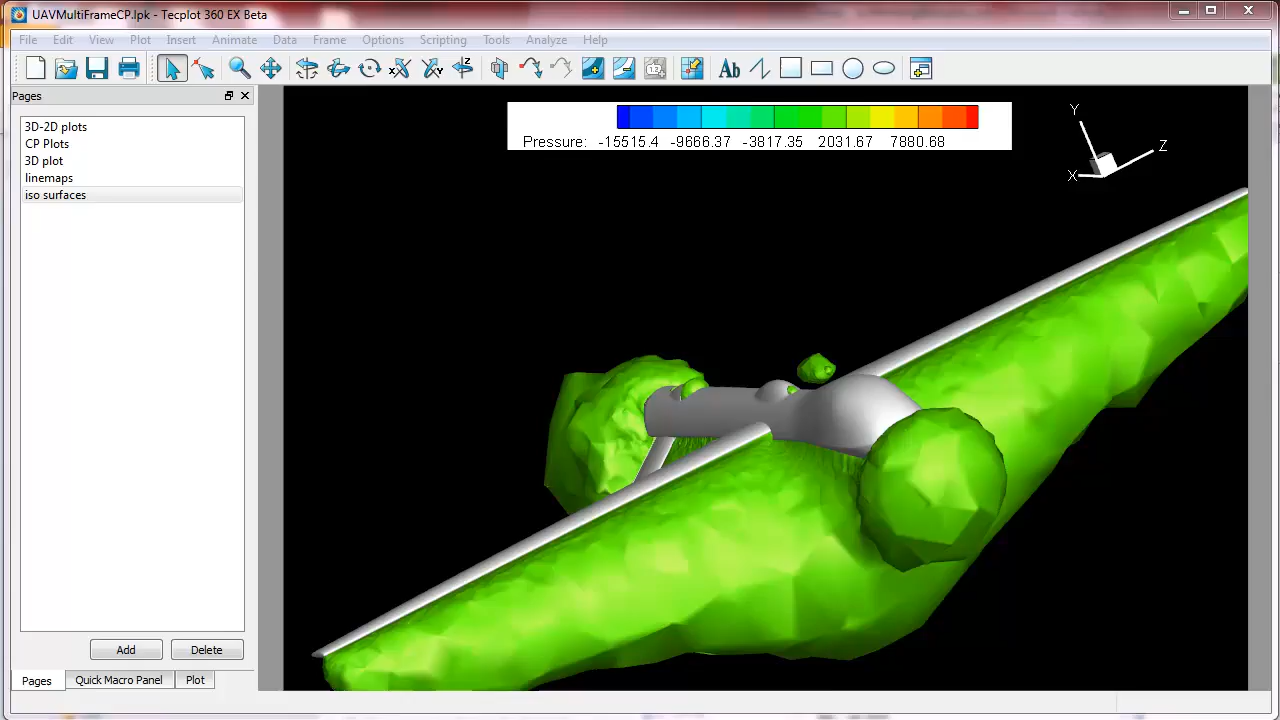 UAVMultiFrameCP.lpk - Tecplot 360 EX Beta
File Edit View Plot Insert Animate Data Frame Options Scripting Tools Analyze Help
Ab
Pages
3D-2D plots
CP Plots
3D plot
linemaps
iso surfaces
Pressure: -15515.4 -9666.37 -3817.35 2031.67 7880.68
Y
Z
X
Add Delete
Pages Quick Macro Panel Plot